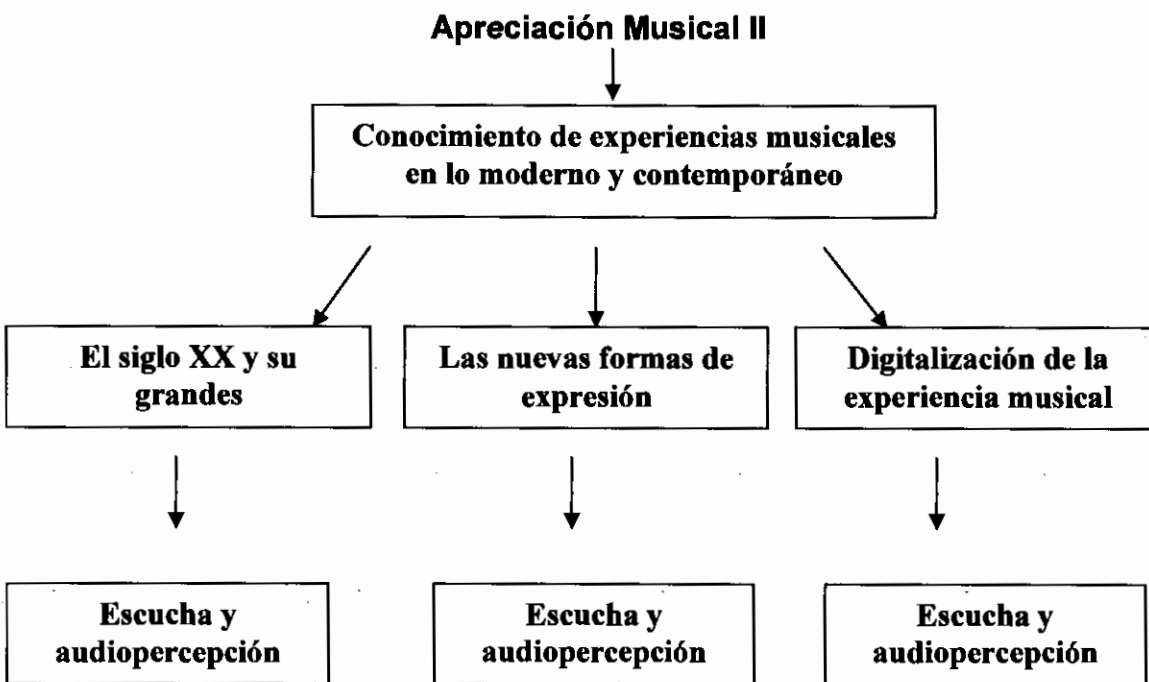 Apreciación Musical II
Conocimiento de experiencias musicales
en lo moderno y contemporáneo
El siglo XX y su
grandes
Las nuevas formas de
expresión
Digitalización de la
experiencia musical
Escucha y
audiopercepción
Escucha y
audiopercepción
Escucha y
audiopercepción